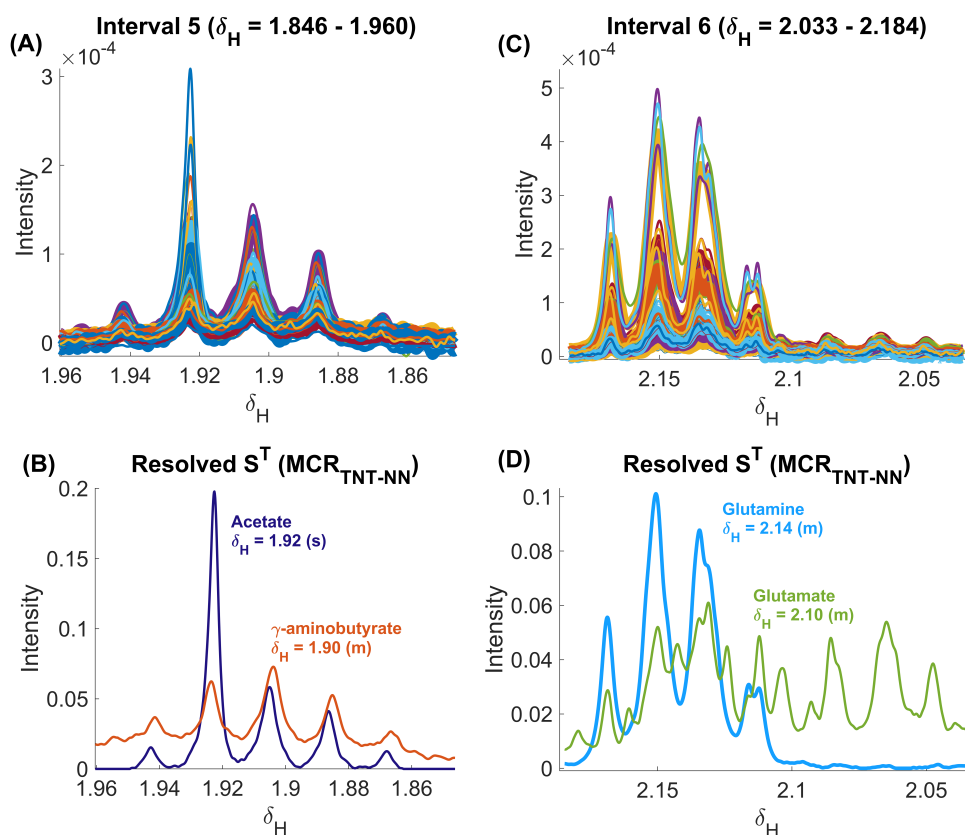 Interval 5 (δH = 1.846 - 1.960)
(A)
×10-4
3
2
1
0
Intensity
1.96
1.94
1.92
1.9
1.88
1.86
δH
Interval 6 (δH = 2.033 - 2.184)
(C)
×10-4
5
4
3
2
1
0
Intensity
2.15
2.1
2.05
δH
(B)
Resolved ST (MCRTNT-NN)
0.2
0.15
0.1
0.05
0
Intensity
Acetate
δH = 1.92 (s)
γ-aminobutyrate
δH = 1.90 (m)
1.96
1.94
1.92
1.9
1.88
1.86
δH
(D)
Resolved ST (MCRTNT-NN)
0.1
0.08
0.06
0.04
0.02
0
Intensity
Glutamine
δH = 2.14 (m)
Glutamate
δH = 2.10 (m)
2.15
2.1
2.05
δH